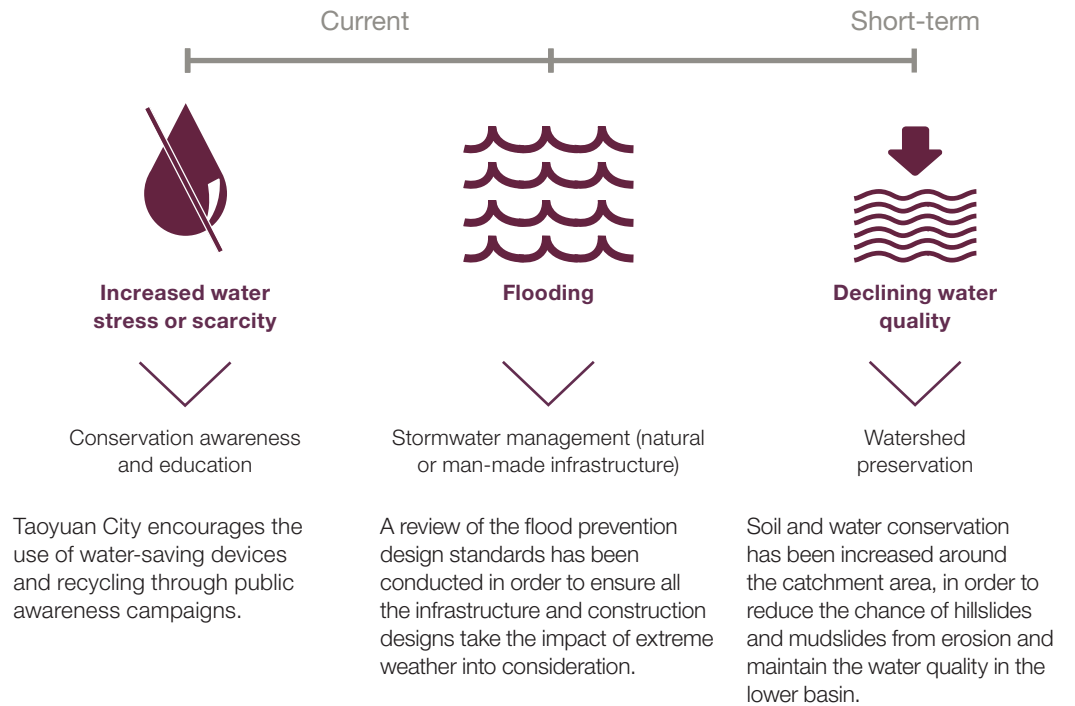 Current
Short-term
Increased water
stress or scarcity
Flooding
Declining water
quality
Conservation awareness
and education
Stormwater management (natural
or man-made infrastructure)
Watershed
preservation
Taoyuan City encourages the
use of water-saving devices
and recycling through public
awareness campaigns.
A review of the flood prevention
design standards has been
conducted in order to ensure all
the infrastructure and construction
designs take the impact of extreme
weather into consideration.
Soil and water conservation
has been increased around
the catchment area, in order to
reduce the chance of hillslides
and mudslides from erosion and
maintain the water quality in the
lower basin.